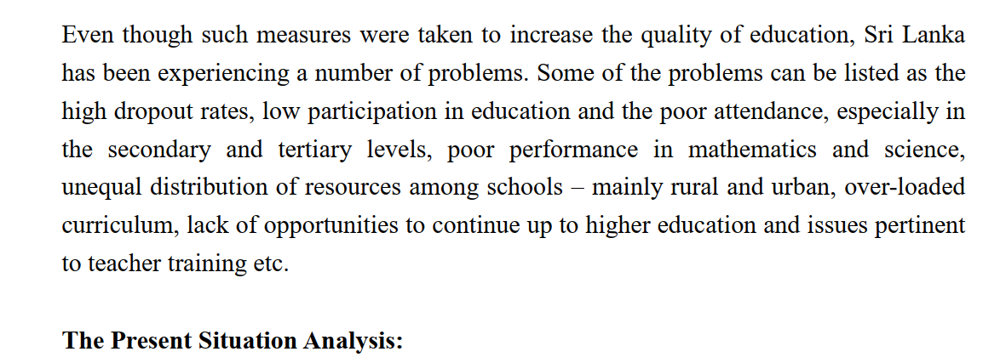 Even though such measures were taken to increase the quality of education, Sri Lanka
has been experiencing a number of problems. Some of the problems can be listed as the
high dropout rates, low participation in education and the poor attendance, especially in
the secondary and tertiary levels, poor performance in mathematics and science,
unequal distribution of resources among schools – mainly rural and urban, over-loaded
curriculum, lack of opportunities to continue up to higher education and issues pertinent
to teacher training etc.
The Present Situation Analysis: